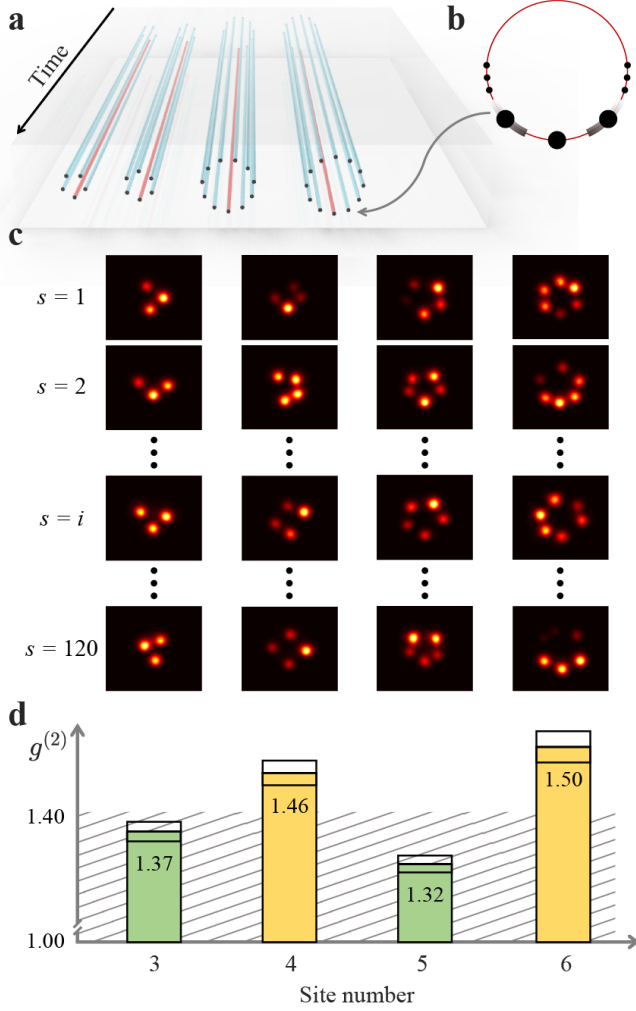 a
b
Time
c
s = 1
s = 2
s = i
s = 120
d
g(2)
1.40
1.00
1.37
1.46
1.32
1.50
3 4 5 6
Site number